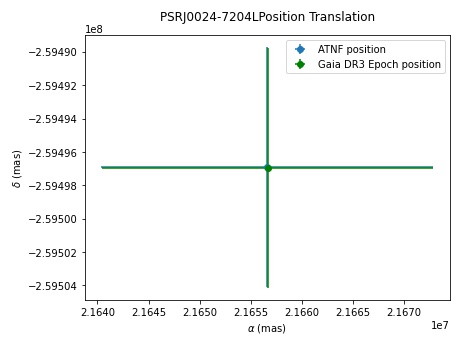 PSRJ0024-7204LPosition Translation
1e8
ATNF position
Gaia DR3 Epoch position
−2.59490
−2.59492
−2.59494
−2.59496
−2.59498
−2.59500
−2.59502
−2.59504
δ (mas)
2.1640 2.1645 2.1650 2.1655 2.1660 2.1665 2.1670
α (mas)
1e7